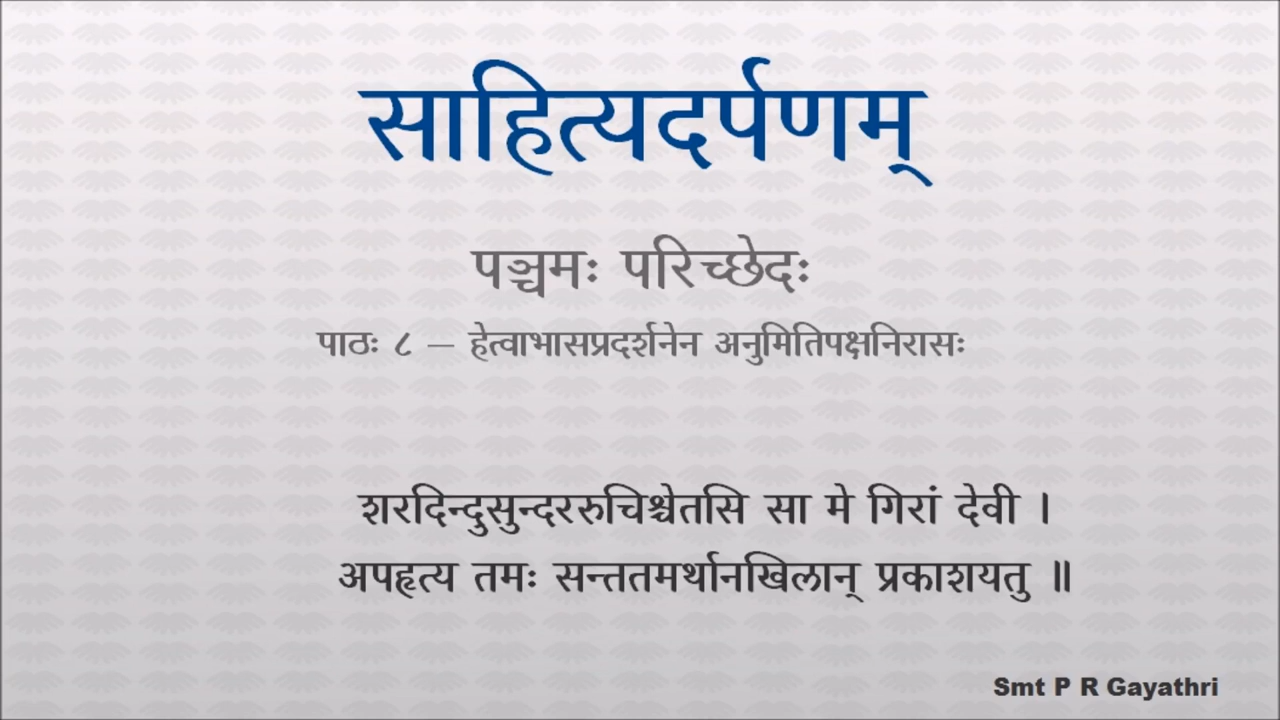 साहित्यदर्पणम्
पञ्चमः परिच्छेदः
पाठः ८ – हेत्वाभासप्रदर्शनेन अनुमितिपक्षनिरासः
शरदिन्दुसुन्दररुचिश्चेतसि सा मे गिरां देवी ।
अपहृत्य तमः सन्ततमर्थानखिलान् प्रकाशयतु ॥
Smt P R Gayathri